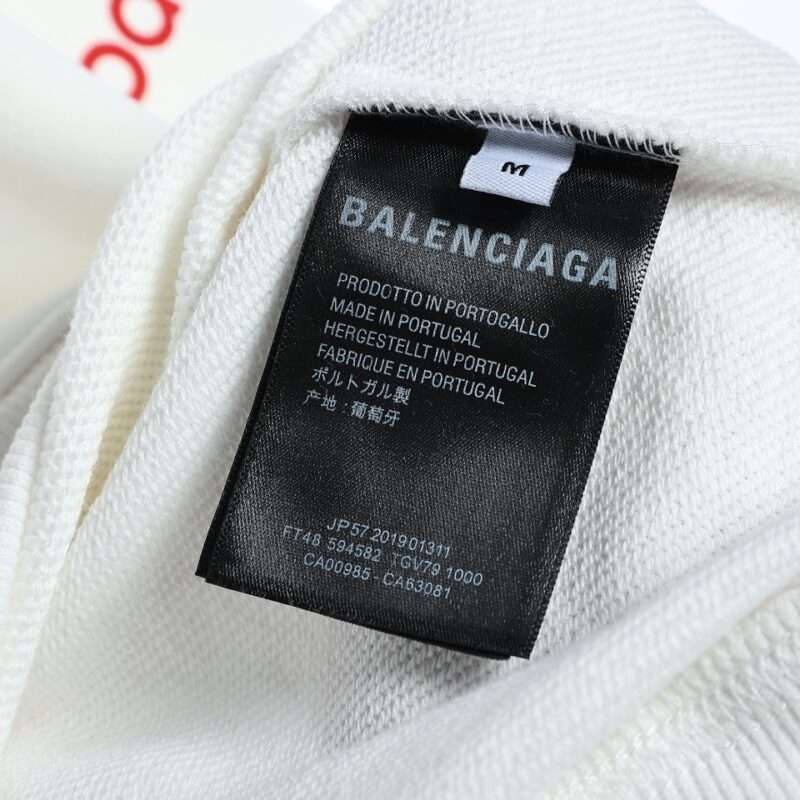 M
BALENCIAGA
PRODOTTO IN PORTOGALLO
MADE IN PORTUGAL
HERGESTELLT IN PORTUGAL
FABRIQUE EN PORTUGAL
ポルトガル製
产地:葡萄牙
JP57 201901311
FT48 594582 TGV79 1000
CA00985-CA63081